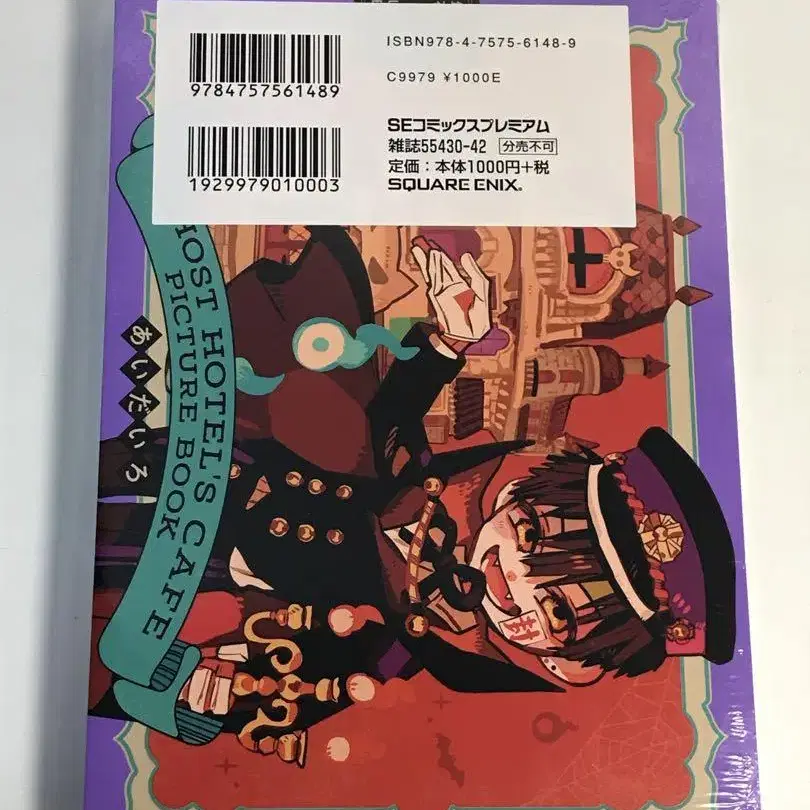 ISBN978-4-7575-6148-9
C9979 ¥1000E
9784757561489
1929979010003
SEコミックスプレミアム
雑誌55430-42 分売不可
定価:本体1000円+税
SQUARE ENIX®
HOTEL'S CAFE
PICTURE BOOK
あいだいろ
封